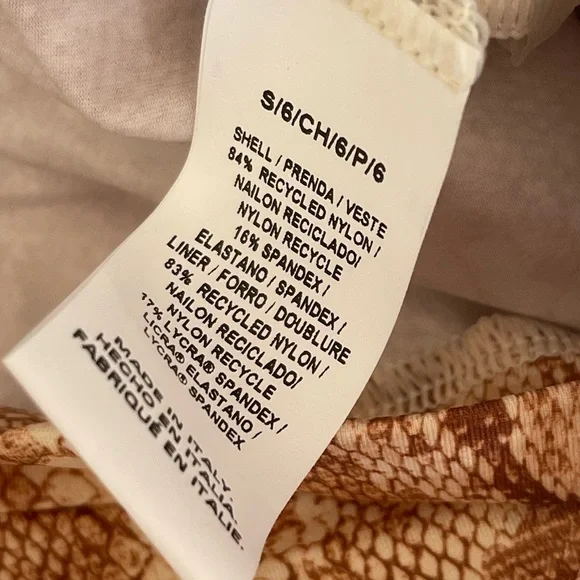 S/6/CH/6/P/6
SHELL / PRENDA / VESTE
84% RECYCLED NYLON /
NAILON RECICLADO/
NYLON RECYCLE
16% SPANDEX /
ELASTANO / SPANDEX /
LINER / FORRO / DOUBLURE
83% RECYCLED NYLON /
NAILON RECICLADO/
NYLON RECYCLE
17% LYCRA® SPANDEX /
LICRA® ELASTANO /
LYCRA® SPANDEX
MADE IN ITALY.
HECHO EN ITALIA.
FABRIQUÉ EN ITALIE.